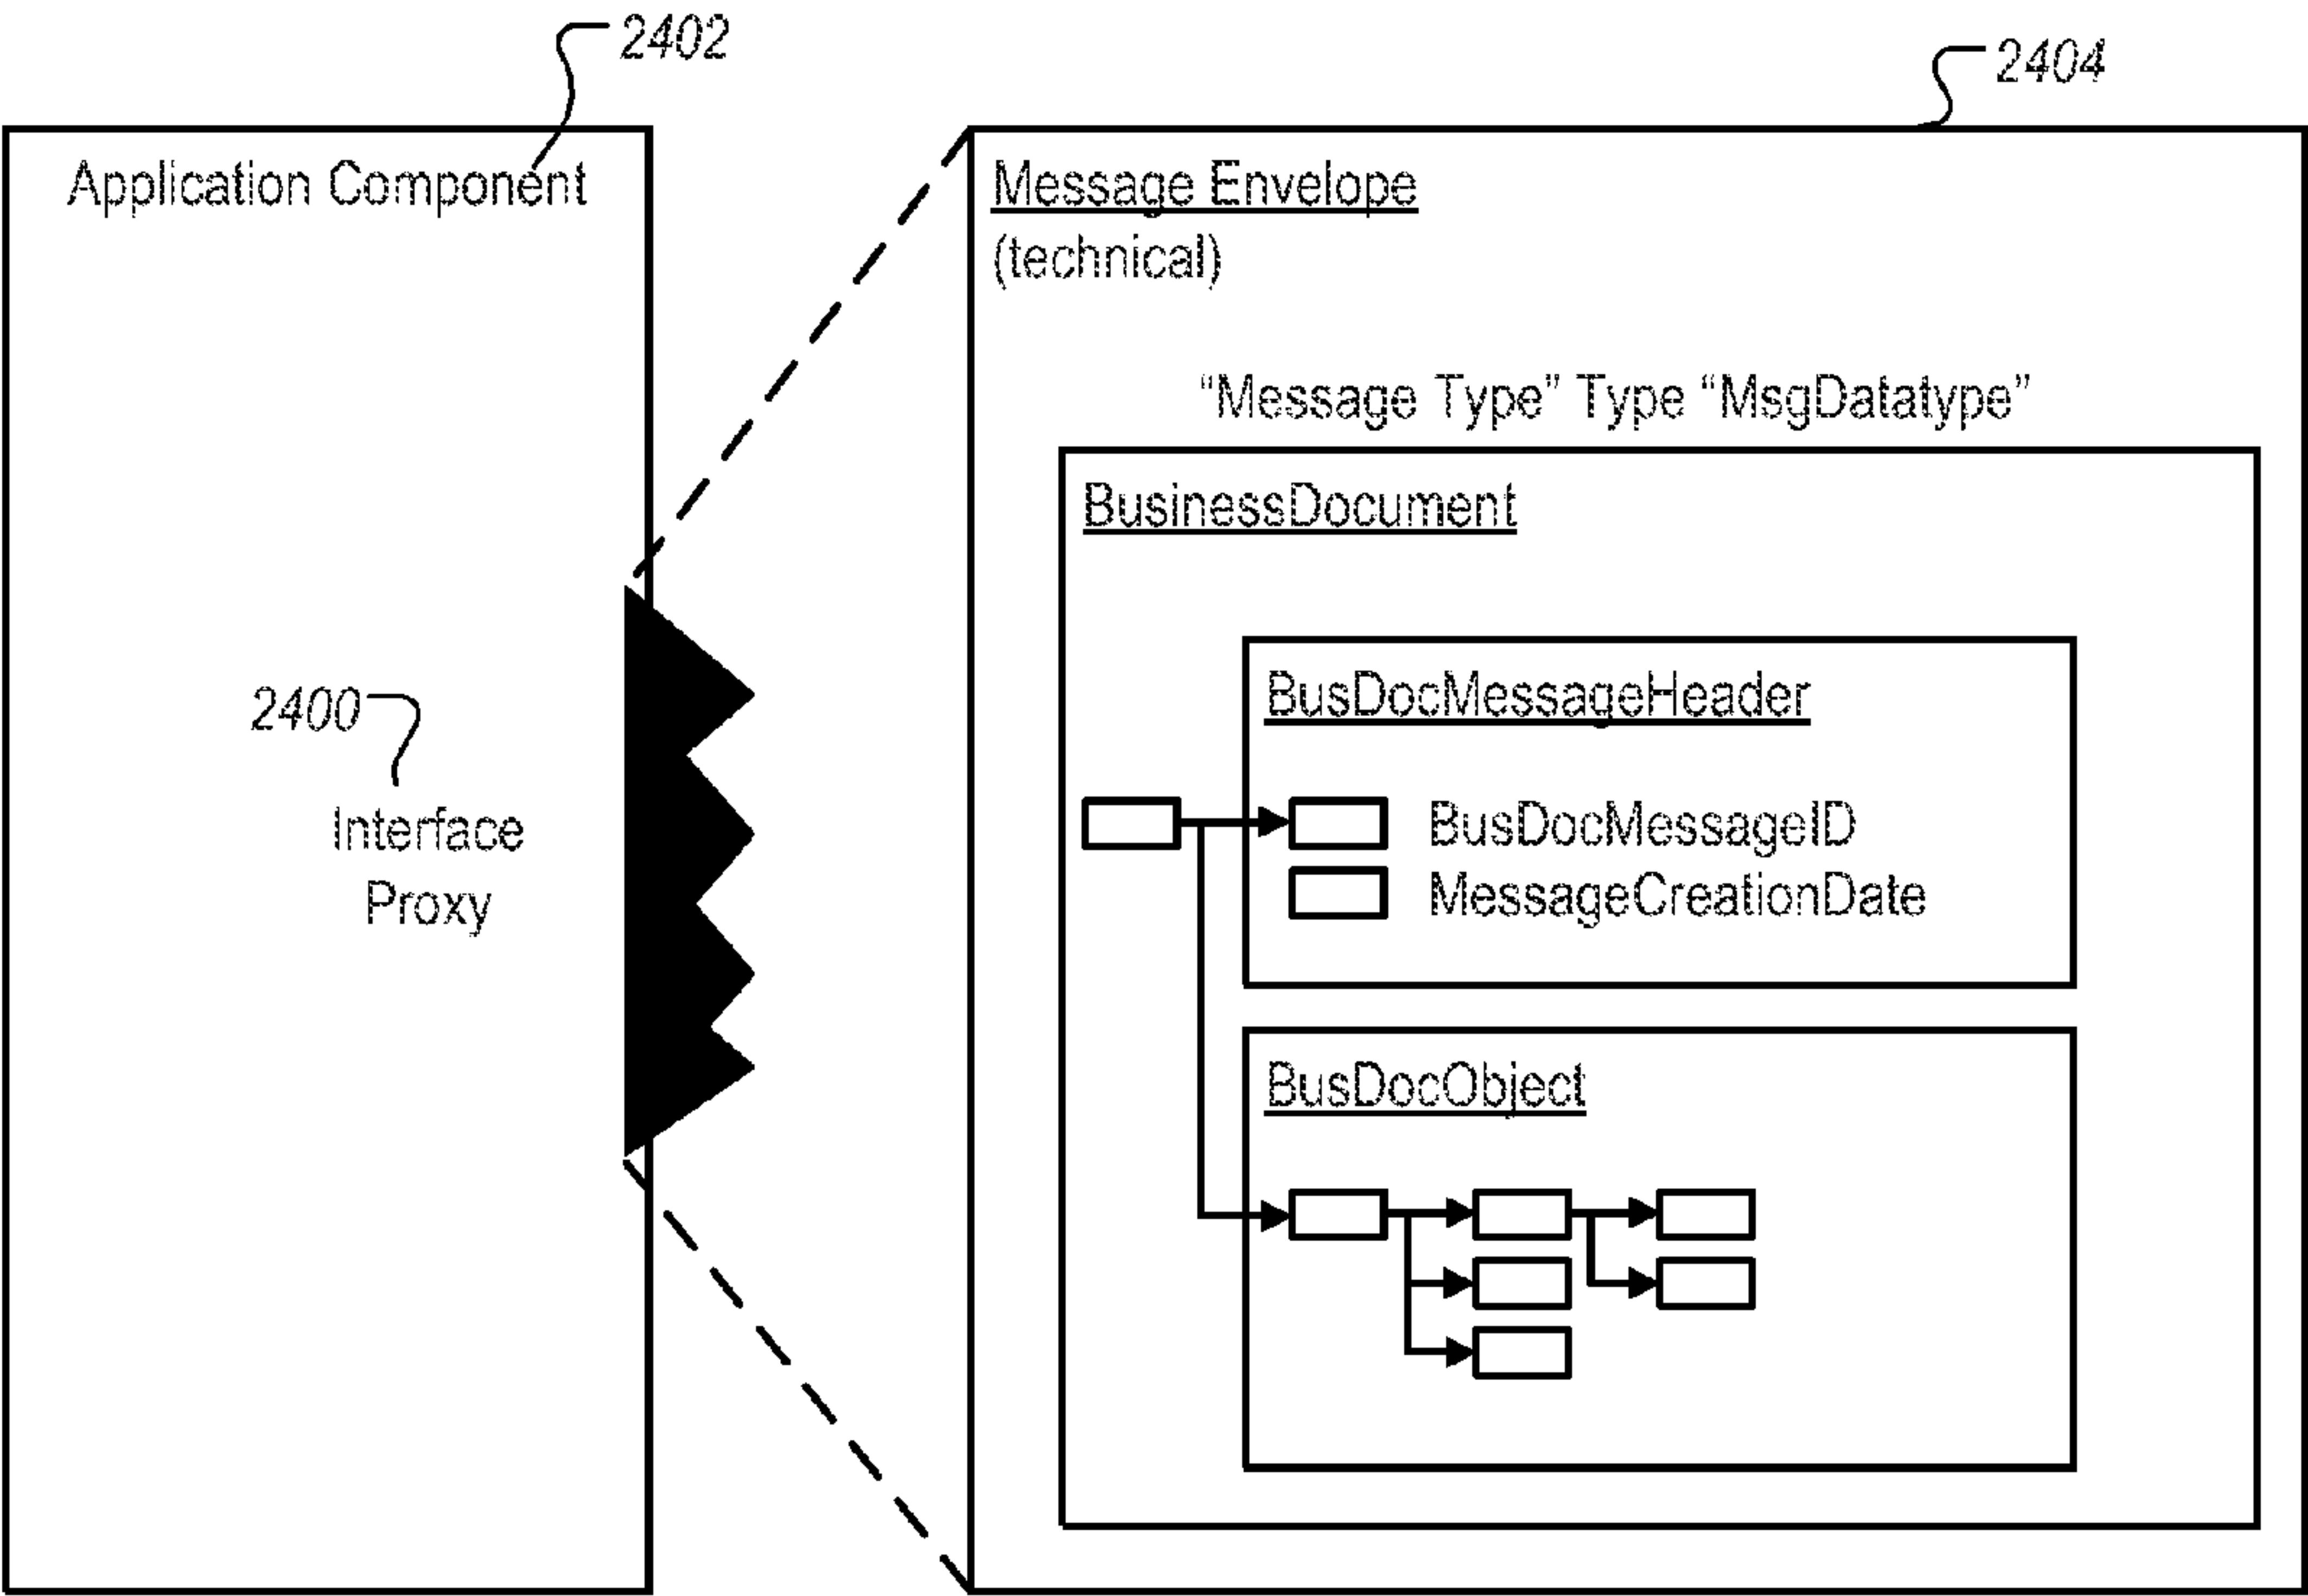 2402
2404
Application Component
Message Envelope
(technical)
“Message Type” Type “MsgDatatype”
BusinessDocument
BusDocMessageHeader
2400
Interface
Proxy
BusDocMessageID
MessageCreationDate
BusDocObject